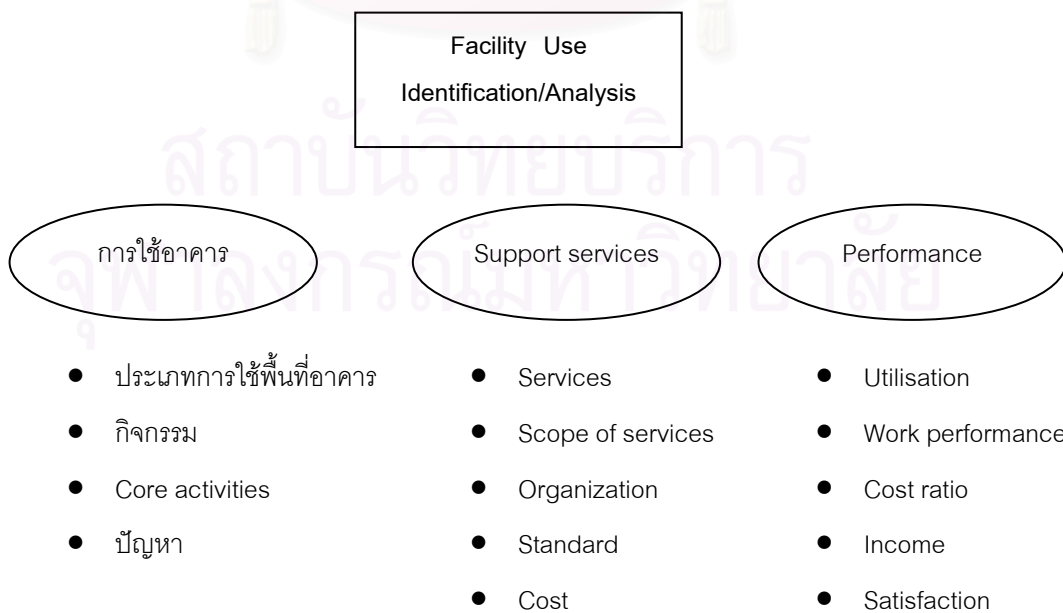 Facility Use
Identification/Analysis
สถาบันวิทยบริการ
จุฬาลงกรณ์มหาวิทยาลัย
การใช้อาคาร
Support services
Performance
● ประเภทการใช้พื้นที่อาคาร
● กิจกรรม
● Core activities
● ปัญหา
● Services
● Scope of services
● Organization
● Standard
● Cost
● Utilisation
● Work performance
● Cost ratio
● Income
● Satisfaction